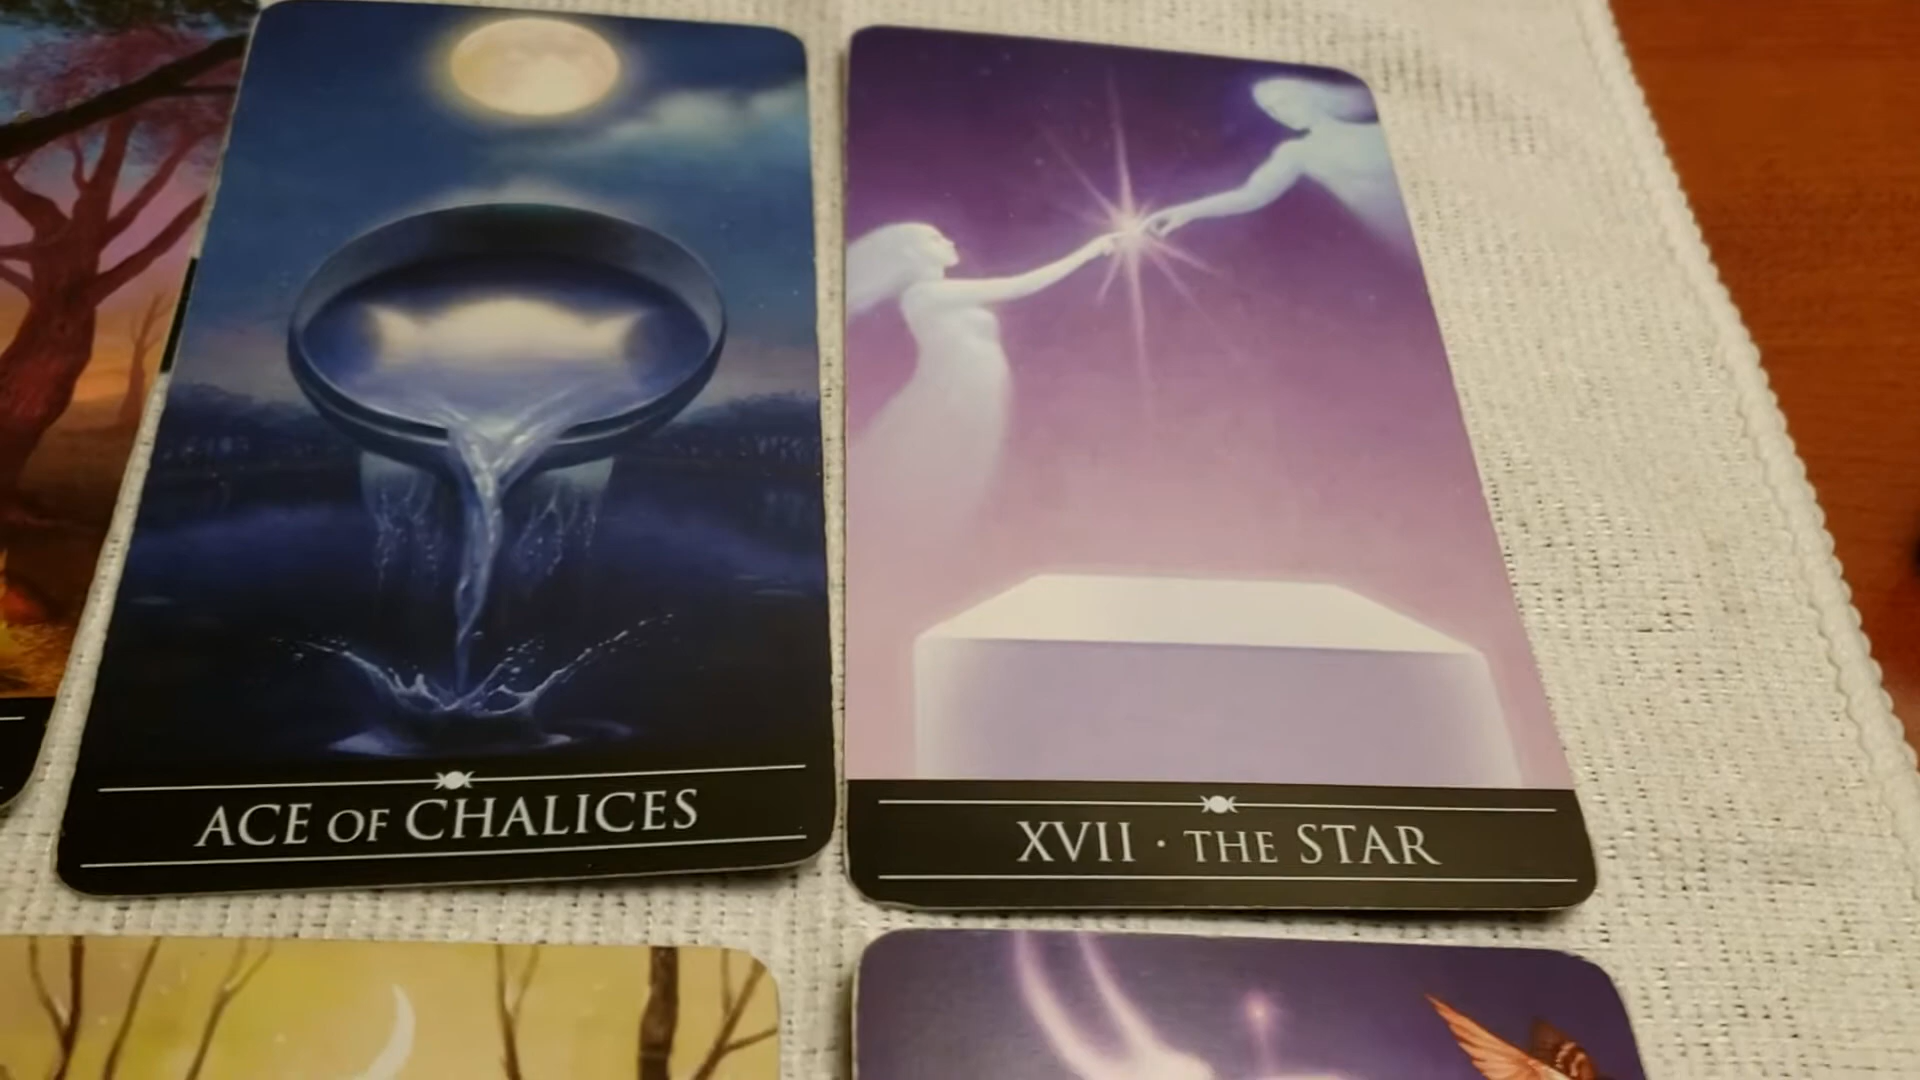 ACE OF CHALICES
XVII · THE STAR